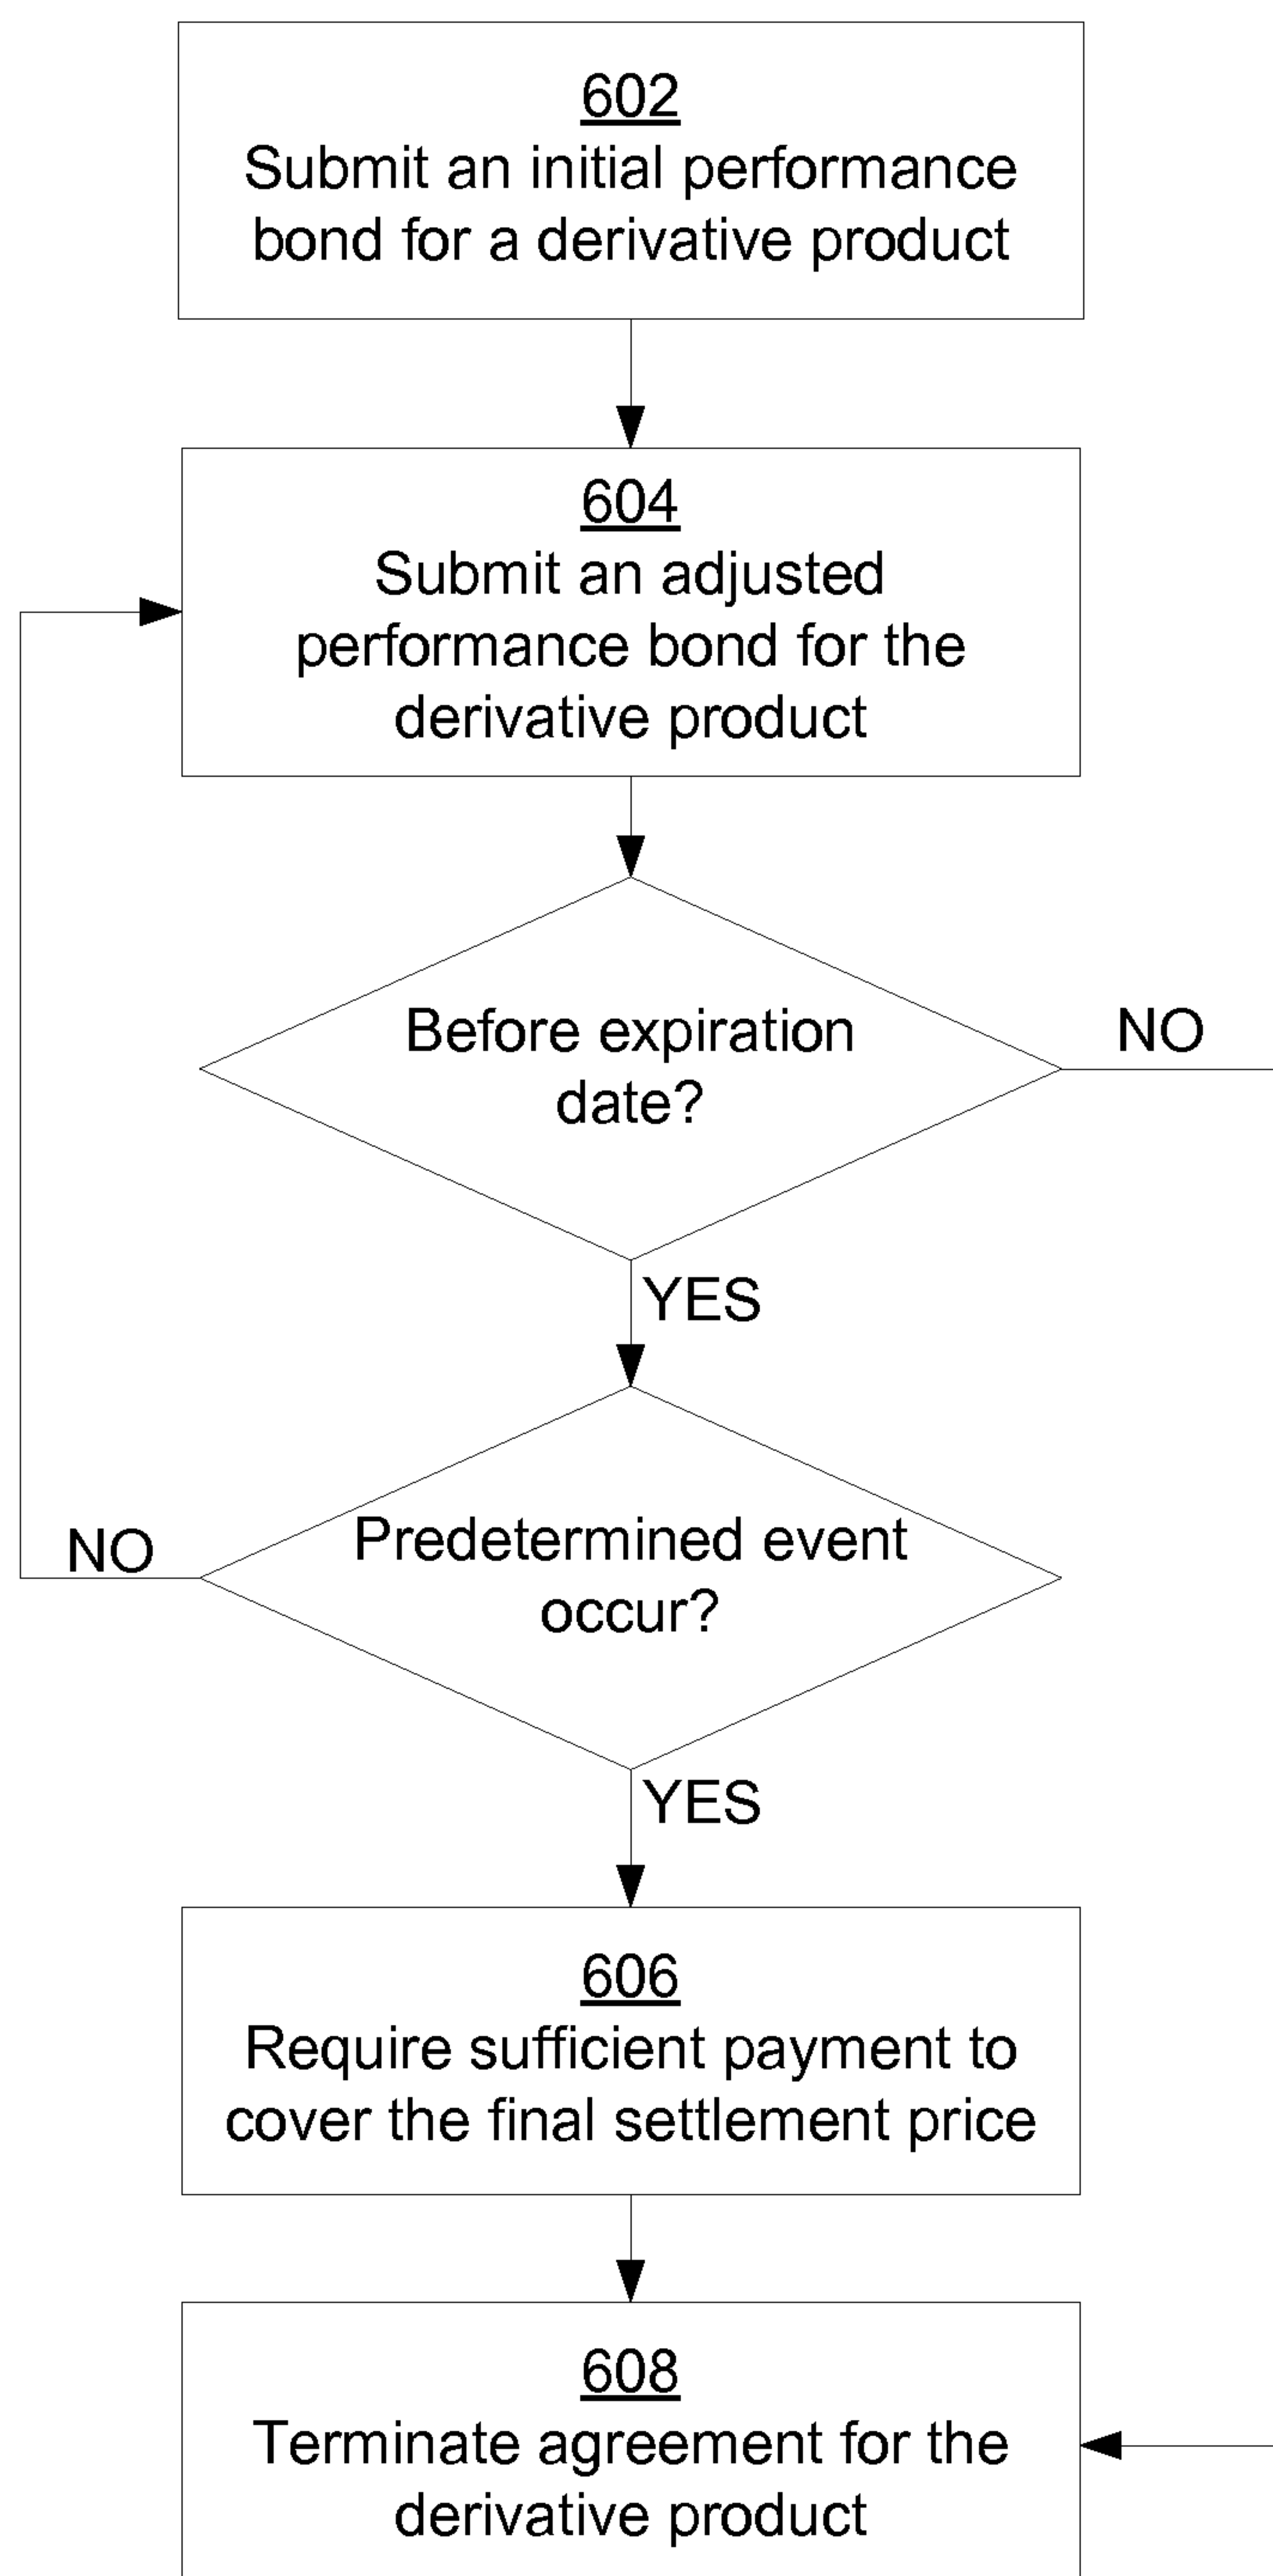 602
Submit an initial performance
bond for a derivative product
604
Submit an adjusted
performance bond for the
derivative product
Before expiration
date?
NO
YES
Predetermined event
occur?
NO
YES
606
Require sufficient payment to
cover the final settlement price
608
Terminate agreement for the
derivative product